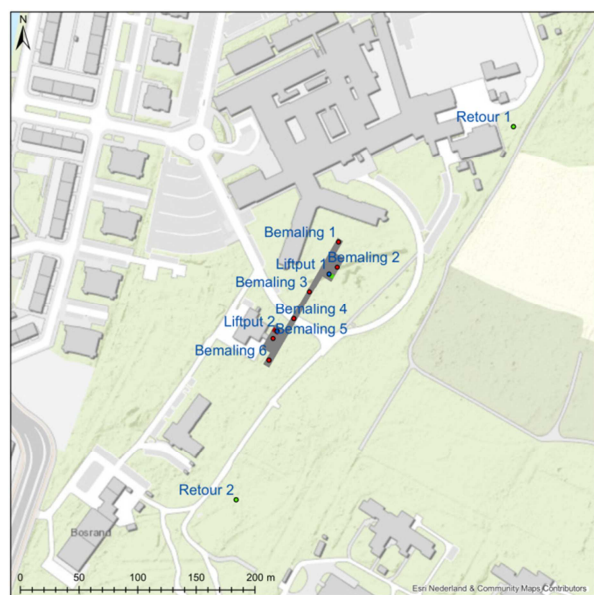 N
Retour 1
Bemaling 1
Liftput 1
Bemaling 2
Bemaling 3
Bemaling 4
Liftput 2
Bemaling 5
Bemaling 6
Retour 2
Bosrand
0 50 100 150 200 m
Esri Nederland & Community Maps Contributors